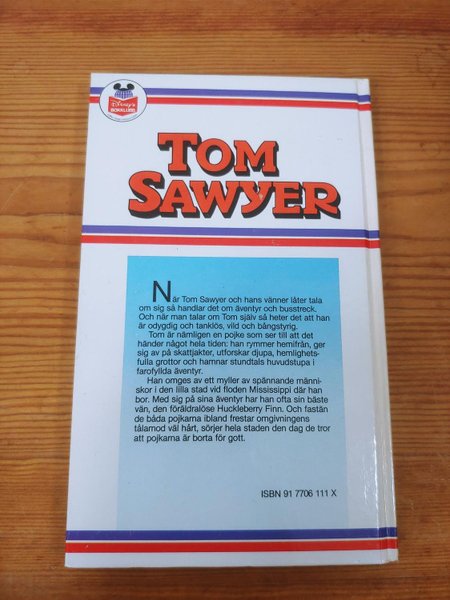 Disney's
BOKKLUBB
TOM
SAWYER
När Tom Sawyer och hans vänner låter tala
om sig så handlar det om äventyr och busstreck.
Och när man talar om Tom själv så heter det att han
är odygdig och tanklös, vild och bångstyrig.
Tom är nämligen en pojke som ser till att det
händer något hela tiden: han rymmer hemifrån, ger
sig av på skattjakter, utforskar djupa, hemlighets-
fulla grottor och hamnar stundtals huvudstupa i
farofyllda äventyr.
Han omges av ett myller av spännande männi-
skor i den lilla stad vid floden Mississippi där han
bor. Med sig på sina äventyr har han ofta sin bäste
vän, den föräldralöse Huckleberry Finn. Och fastän
de båda pojkarna ibland frestar omgivningens
tålamod väl hårt, sörjer hela staden den dag de tror
att pojkarna är borta för gott.
ISBN 91 7706 111 X